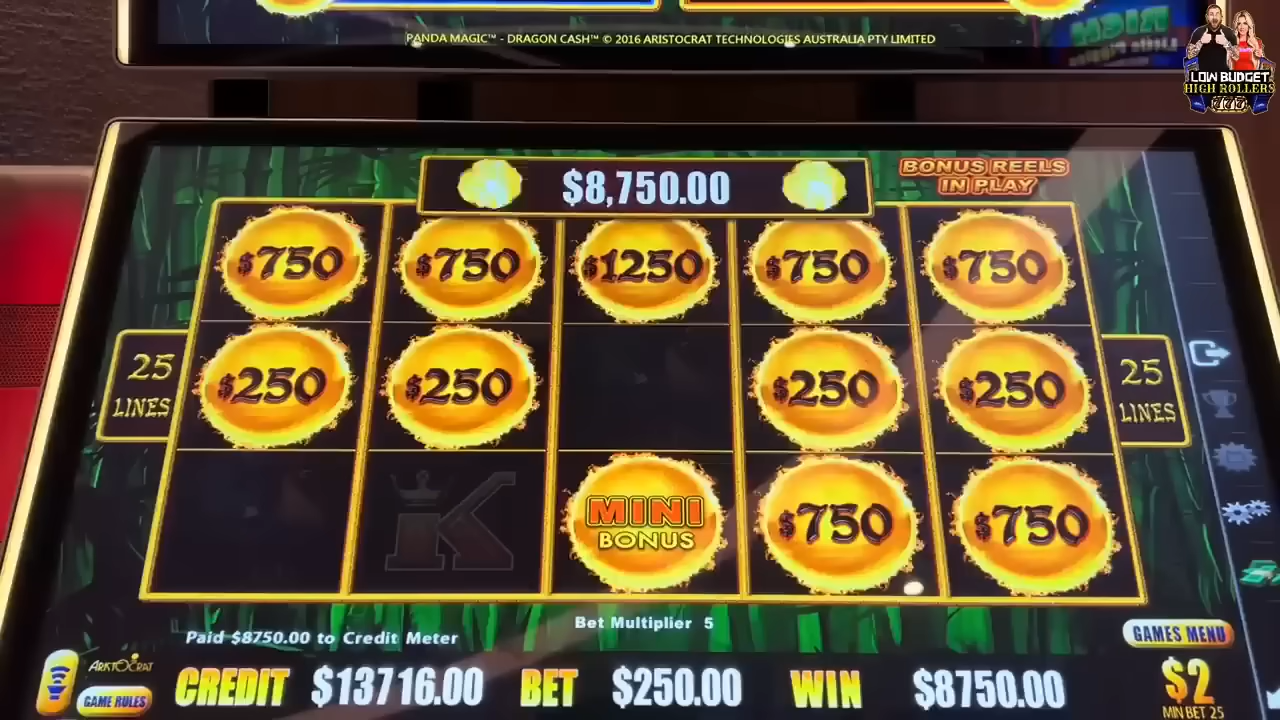 PANDA MAGIC™ - DRAGON CASH™ © 2016 ARISTOCRAT TECHNOLOGIES AUSTRALIA PTY LIMITED
LOW BUDGET
HIGH ROLLERS
777
$8,750.00
BONUS REELS
IN PLAY
$750 $750 $1250 $750 $750
25
LINES
$250 $250 $250 $250
25
LINES
K
MINI
BONUS
$750 $750
Bet Multiplier 5
Paid $8750.00 to Credit Meter
GAMES MENU
ARISTOCRAT
GAME RULES
CREDIT $13716.00 BET $250.00 WIN $8750.00
$2
MIN BET 25